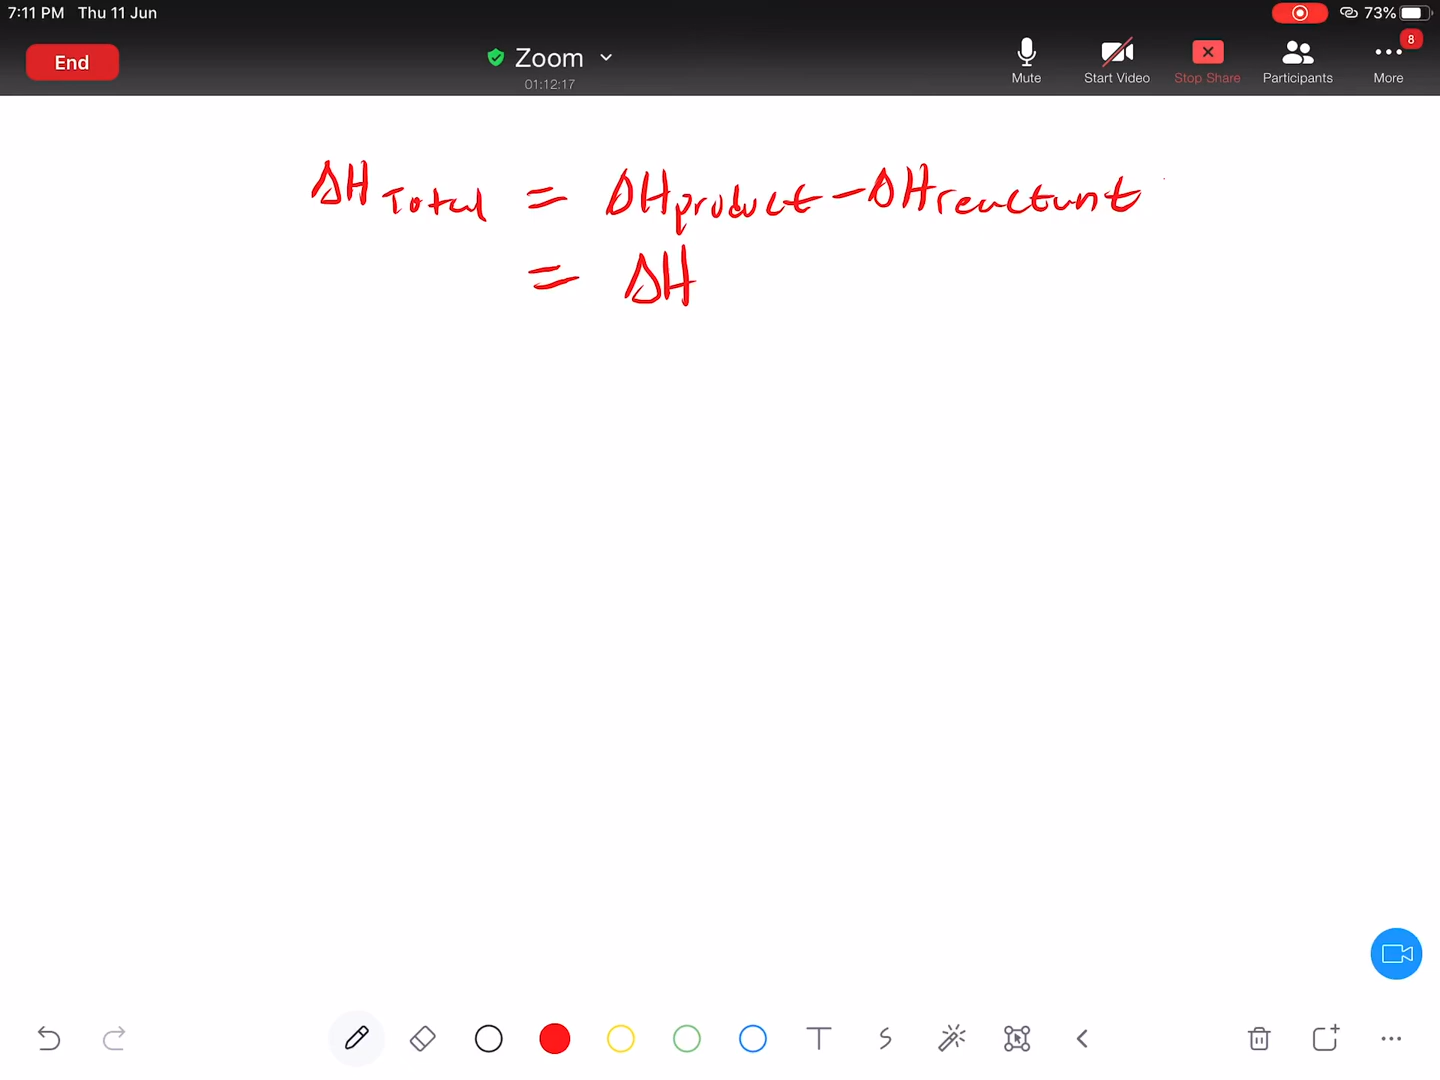 7:11 PM Thu 11 Jun
73%
End
Zoom
01:12:17
Mute
Start Video
Stop Share
Participants
8
More
ΔH Total = ΔHproduct - ΔHreactant
= ΔH
T